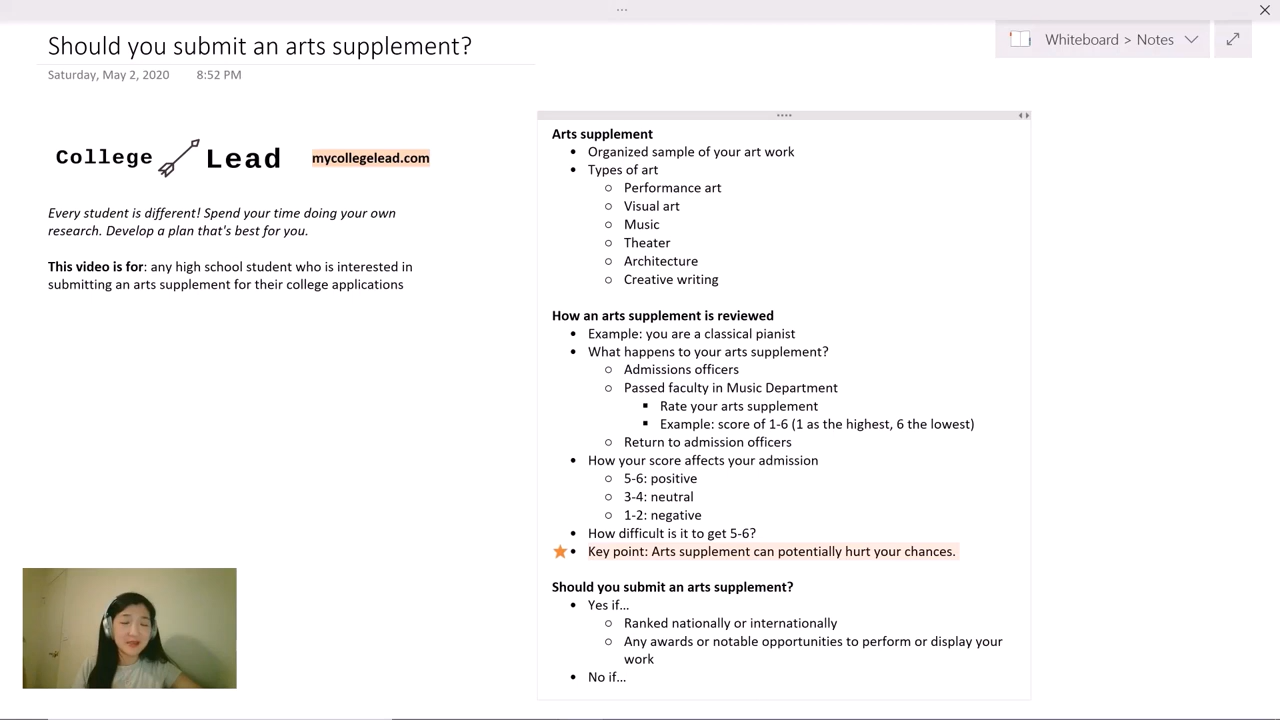 Should you submit an arts supplement?
Saturday, May 2, 2020 8:52 PM
Whiteboard > Notes
College Lead mycollegelead.com
Every student is different! Spend your time doing your own
research. Develop a plan that's best for you.
This video is for: any high school student who is interested in
submitting an arts supplement for their college applications
Arts supplement
• Organized sample of your art work
• Types of art
○ Performance art
○ Visual art
○ Music
○ Theater
○ Architecture
○ Creative writing
How an arts supplement is reviewed
• Example: you are a classical pianist
• What happens to your arts supplement?
○ Admissions officers
○ Passed faculty in Music Department
▪ Rate your arts supplement
▪ Example: score of 1-6 (1 as the highest, 6 the lowest)
○ Return to admission officers
• How your score affects your admission
○ 5-6: positive
○ 3-4: neutral
○ 1-2: negative
• How difficult is it to get 5-6?
• Key point: Arts supplement can potentially hurt your chances.
Should you submit an arts supplement?
• Yes if...
○ Ranked nationally or internationally
○ Any awards or notable opportunities to perform or display your
work
• No if...